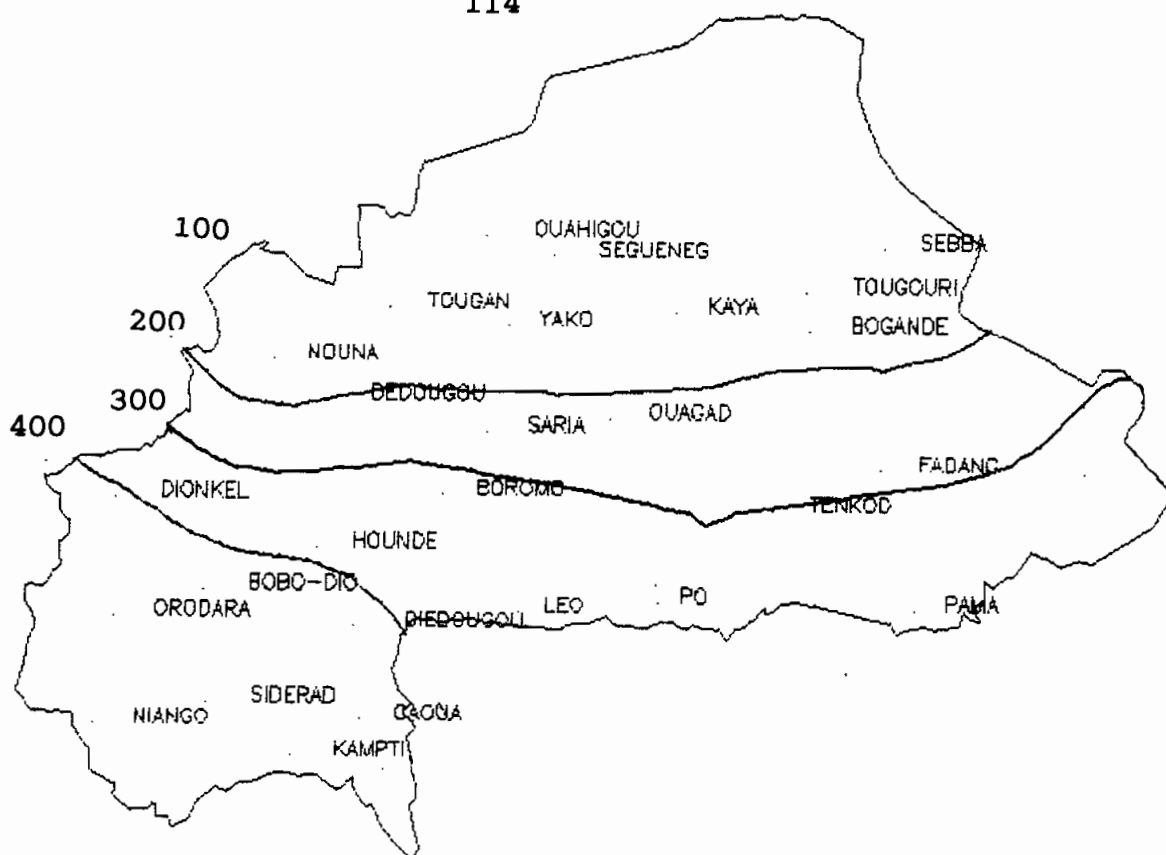 114
100
OUAHIGOU
SEGUENEG
SEBBA
TOUGAN
YAKO
KAYA
TOUGOURI
BOGANDE
200
NOUNA
DEDOUGOU
300
SARIA
OUAGAD
400
DIONKEL
BOROMO
FADANG
TENKOD
HOUNDE
BOBO-DIO
ORODARA
DIEDOUGOU
LEO
PO
PAMA
SIDERAD
NIANGO
GAOUA
KAMPTI